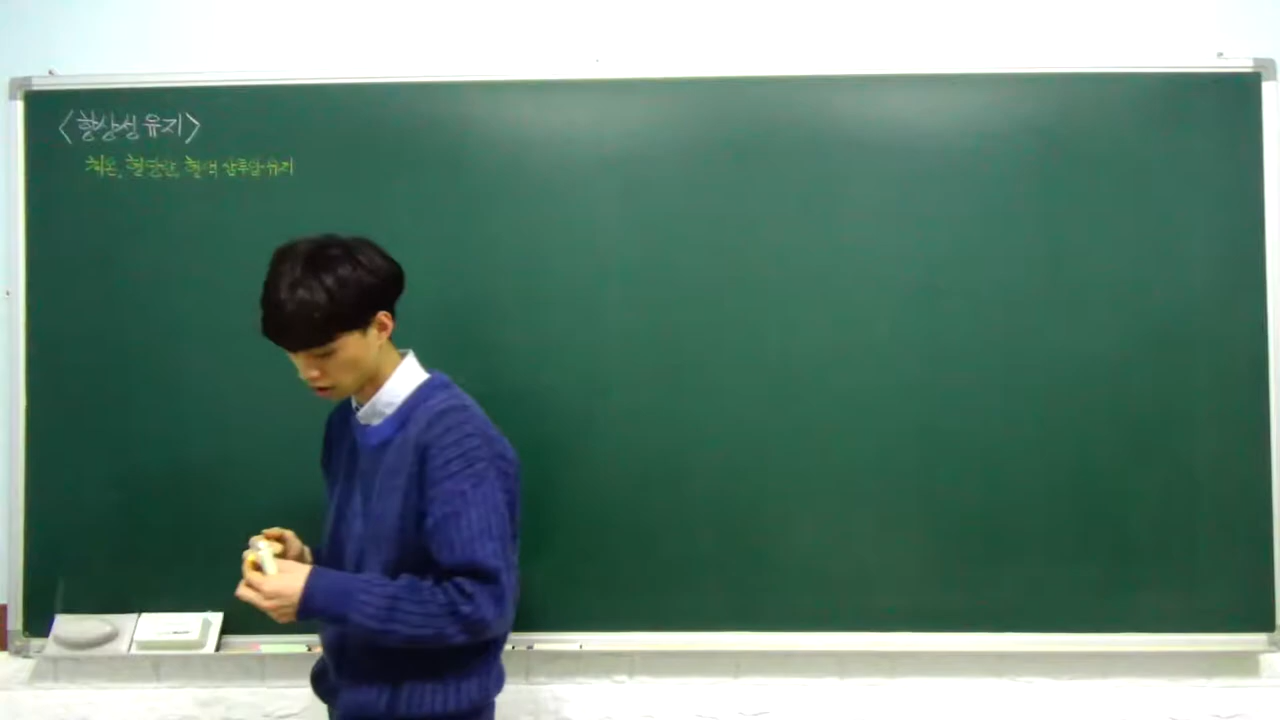 <항상성 유지>
체온, 혈당량, 혈액 삼투압 유지